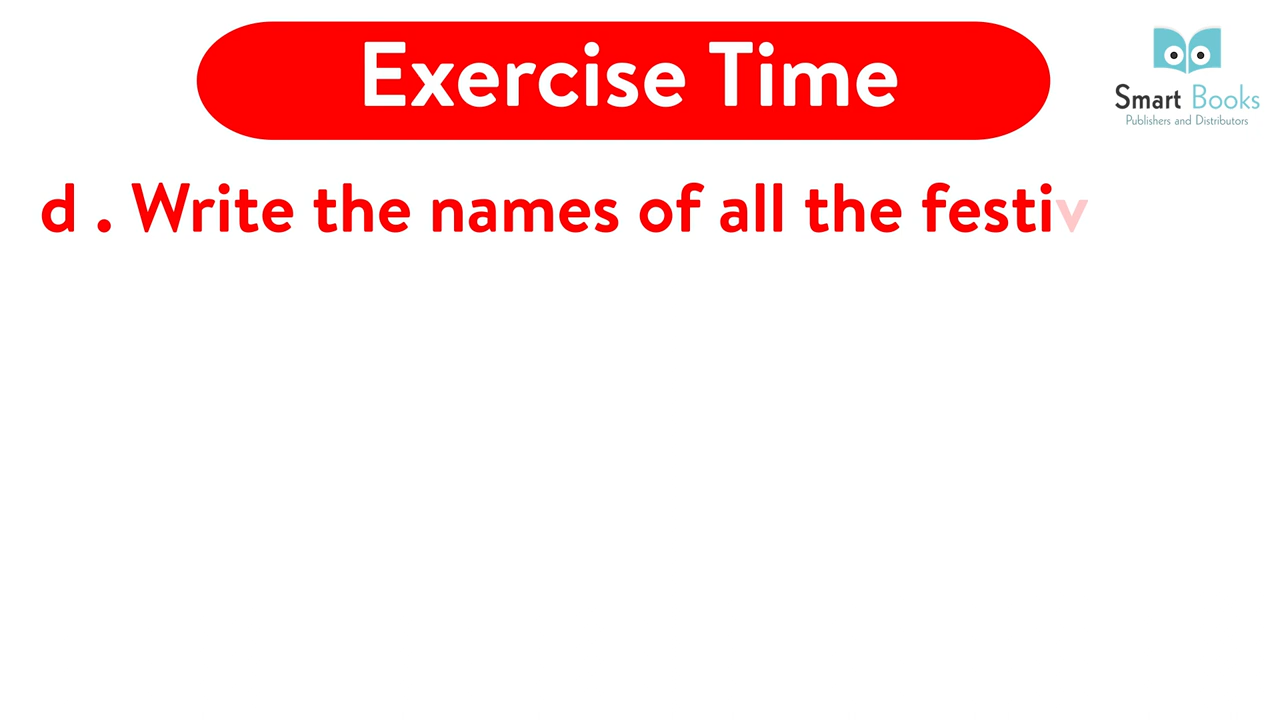 Exercise Time
Smart Books
Publishers and Distributors
d . Write the names of all the festiv